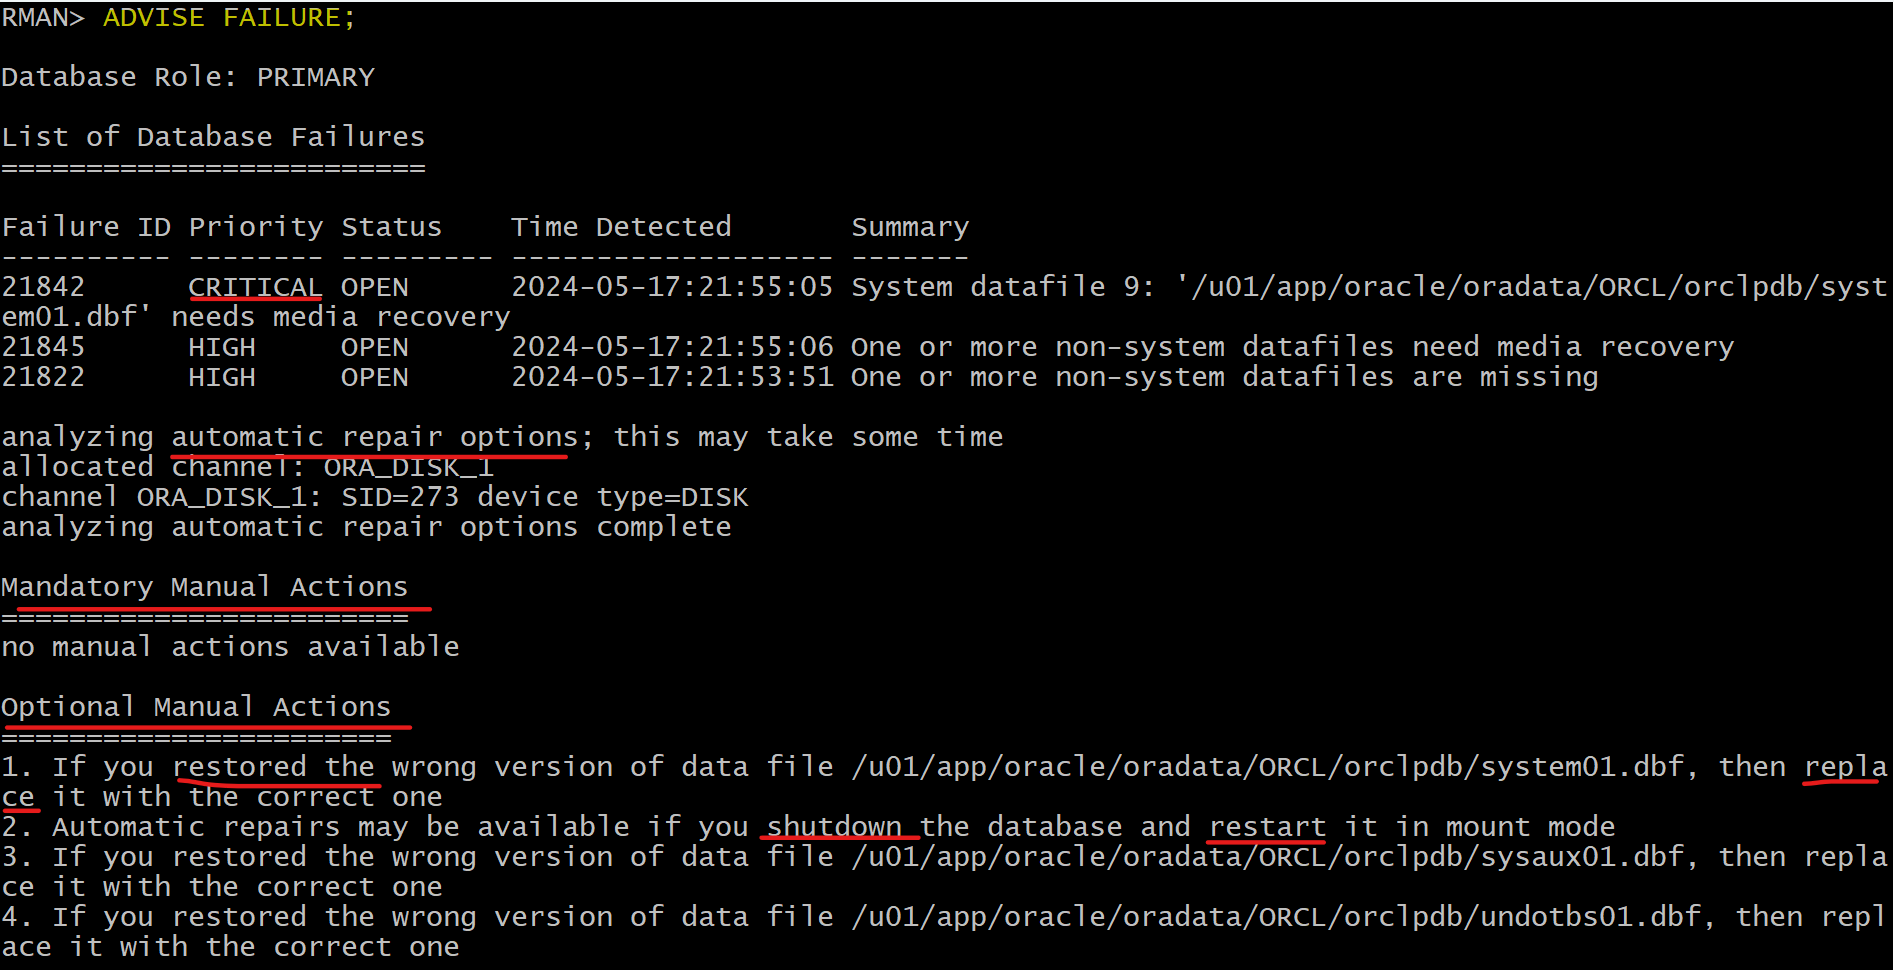 RMAN> ADVISE FAILURE;
Database Role: PRIMARY
List of Database Failures
=========================
Failure ID Priority Status    Time Detected       Summary
---------- -------- --------- ------------------- -------
21842      CRITICAL OPEN      2024-05-17:21:55:05 System datafile 9: '/u01/app/oracle/oradata/ORCL/orclpdb/syst
em01.dbf' needs media recovery
21845      HIGH     OPEN      2024-05-17:21:55:06 One or more non-system datafiles need media recovery
21822      HIGH     OPEN      2024-05-17:21:53:51 One or more non-system datafiles are missing
analyzing automatic repair options; this may take some time
allocated channel: ORA_DISK_1
channel ORA_DISK_1: SID=273 device type=DISK
analyzing automatic repair options complete
Mandatory Manual Actions
========================
no manual actions available
Optional Manual Actions
=======================
1. If you restored the wrong version of data file /u01/app/oracle/oradata/ORCL/orclpdb/system01.dbf, then repla
ce it with the correct one
2. Automatic repairs may be available if you shutdown the database and restart it in mount mode
3. If you restored the wrong version of data file /u01/app/oracle/oradata/ORCL/orclpdb/sysaux01.dbf, then repla
ce it with the correct one
4. If you restored the wrong version of data file /u01/app/oracle/oradata/ORCL/orclpdb/undotbs01.dbf, then repl
ace it with the correct one